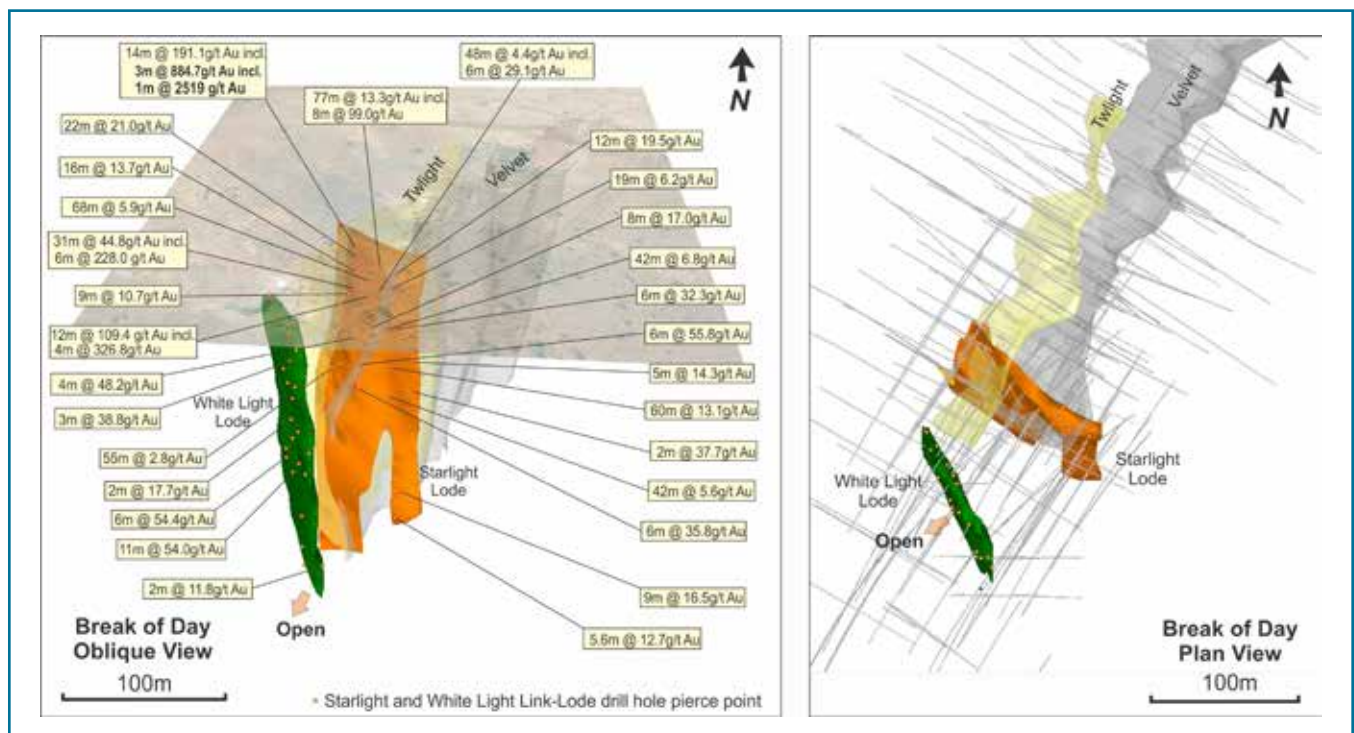 14m @ 191.1g/t Au incl.
3m @ 884.7g/t Au incl.
1m @ 2519 g/t Au
48m @ 4.4g/t Au
6m @ 29.1g/t Au
N
77m @ 13.3g/t Au incl.
8m @ 99.0g/t Au
22m @ 21.0g/t Au
16m @ 13.7g/t Au
68m @ 5.9g/t Au
31m @ 44.8g/t Au incl.
6m @ 228.0 g/t Au
9m @ 10.7g/t Au
12m @ 109.4 g/t Au incl.
4m @ 326.8g/t Au
4m @ 48.2g/t Au
3m @ 38.8g/t Au
55m @ 2.8g/t Au
2m @ 17.7g/t Au
6m @ 54.4g/t Au
11m @ 54.0g/t Au
2m @ 11.8g/t Au
Twlight
Velvet
12m @ 19.5g/t Au
19m @ 6.2g/t Au
8m @ 17.0g/t Au
42m @ 6.8g/t Au
6m @ 32.3g/t Au
6m @ 55.8g/t Au
5m @ 14.3g/t Au
60m @ 13.1g/t Au
2m @ 37.7g/t Au
42m @ 5.6g/t Au
6m @ 35.8g/t Au
9m @ 16.5g/t Au
5.6m @ 12.7g/t Au
White Light
Lode
Starlight
Lode
Open
Break of Day
Oblique View
100m
Starlight and White Light Link-Lode drill hole pierce point
Twlight
Velvet
N
Starlight
Lode
White Light
Lode
Open
Break of Day
Plan View
100m